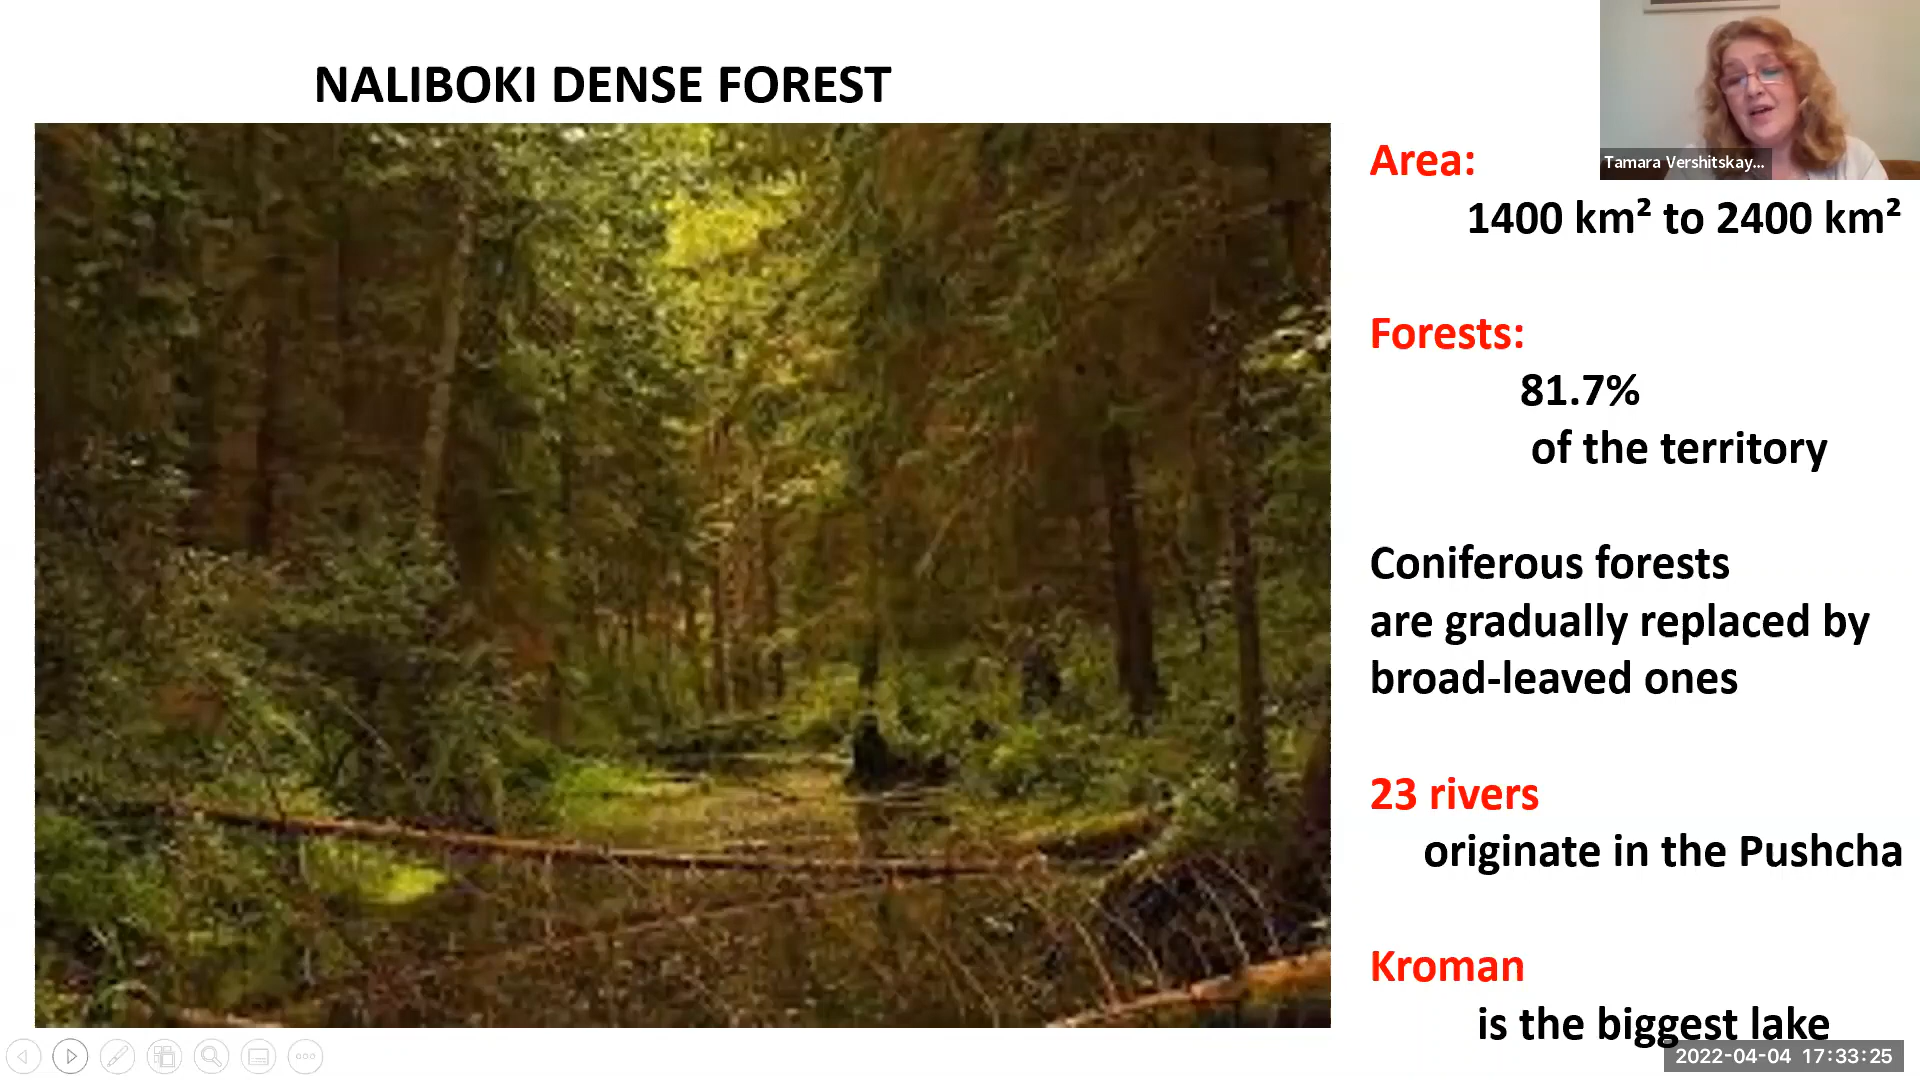 NALIBOKI DENSE FOREST
Tamara Vershitskay...
Area:
1400 km² to 2400 km²
Forests:
81.7%
of the territory
Coniferous forests
are gradually replaced by
broad-leaved ones
23 rivers
originate in the Pushcha
Kroman
is the biggest lake
2022-04-04 17:33:25